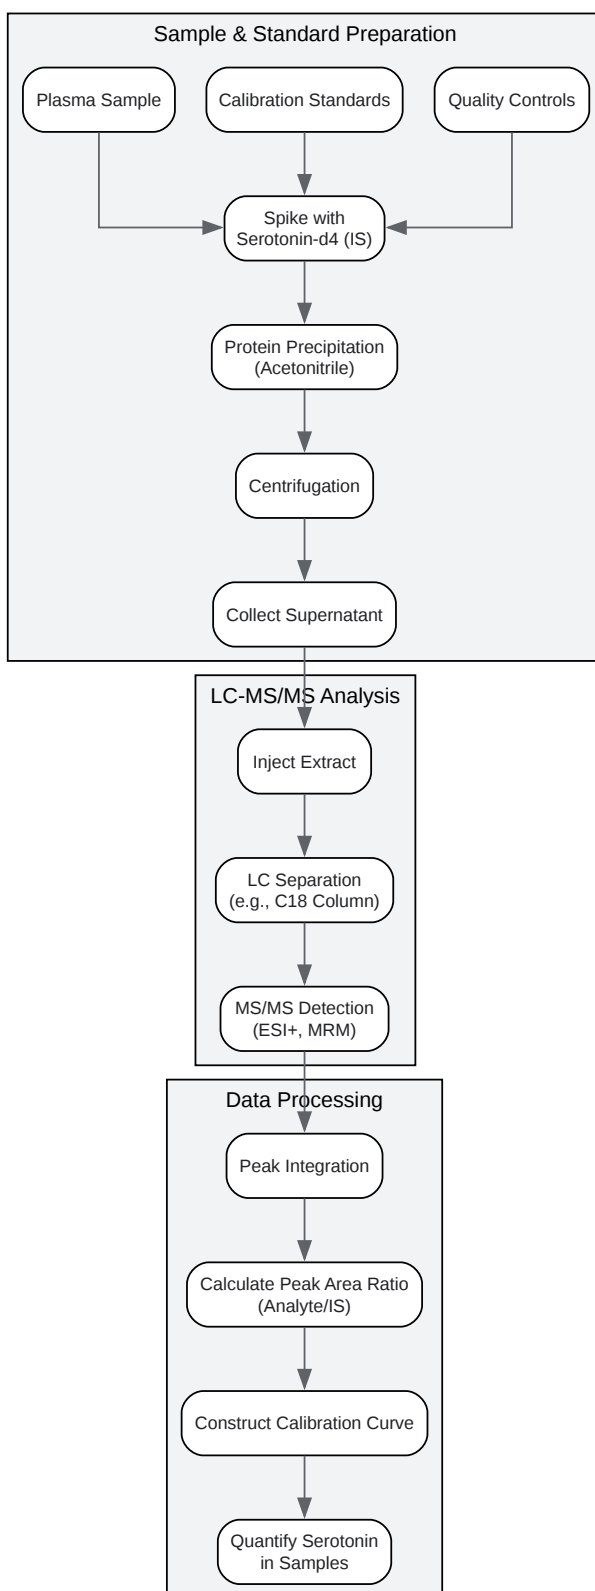 Sample & Standard Preparation
Plasma Sample
Calibration Standards
Quality Controls
Spike with
Serotonin-d4 (IS)
Protein Precipitation
(Acetonitrile)
Centrifugation
Collect Supernatant
LC-MS/MS Analysis
Inject Extract
LC Separation
(e.g., C18 Column)
MS/MS Detection
(ESI+, MRM)
Data Processing
Peak Integration
Calculate Peak Area Ratio
(Analyte/IS)
Construct Calibration Curve
Quantify Serotonin
in Samples